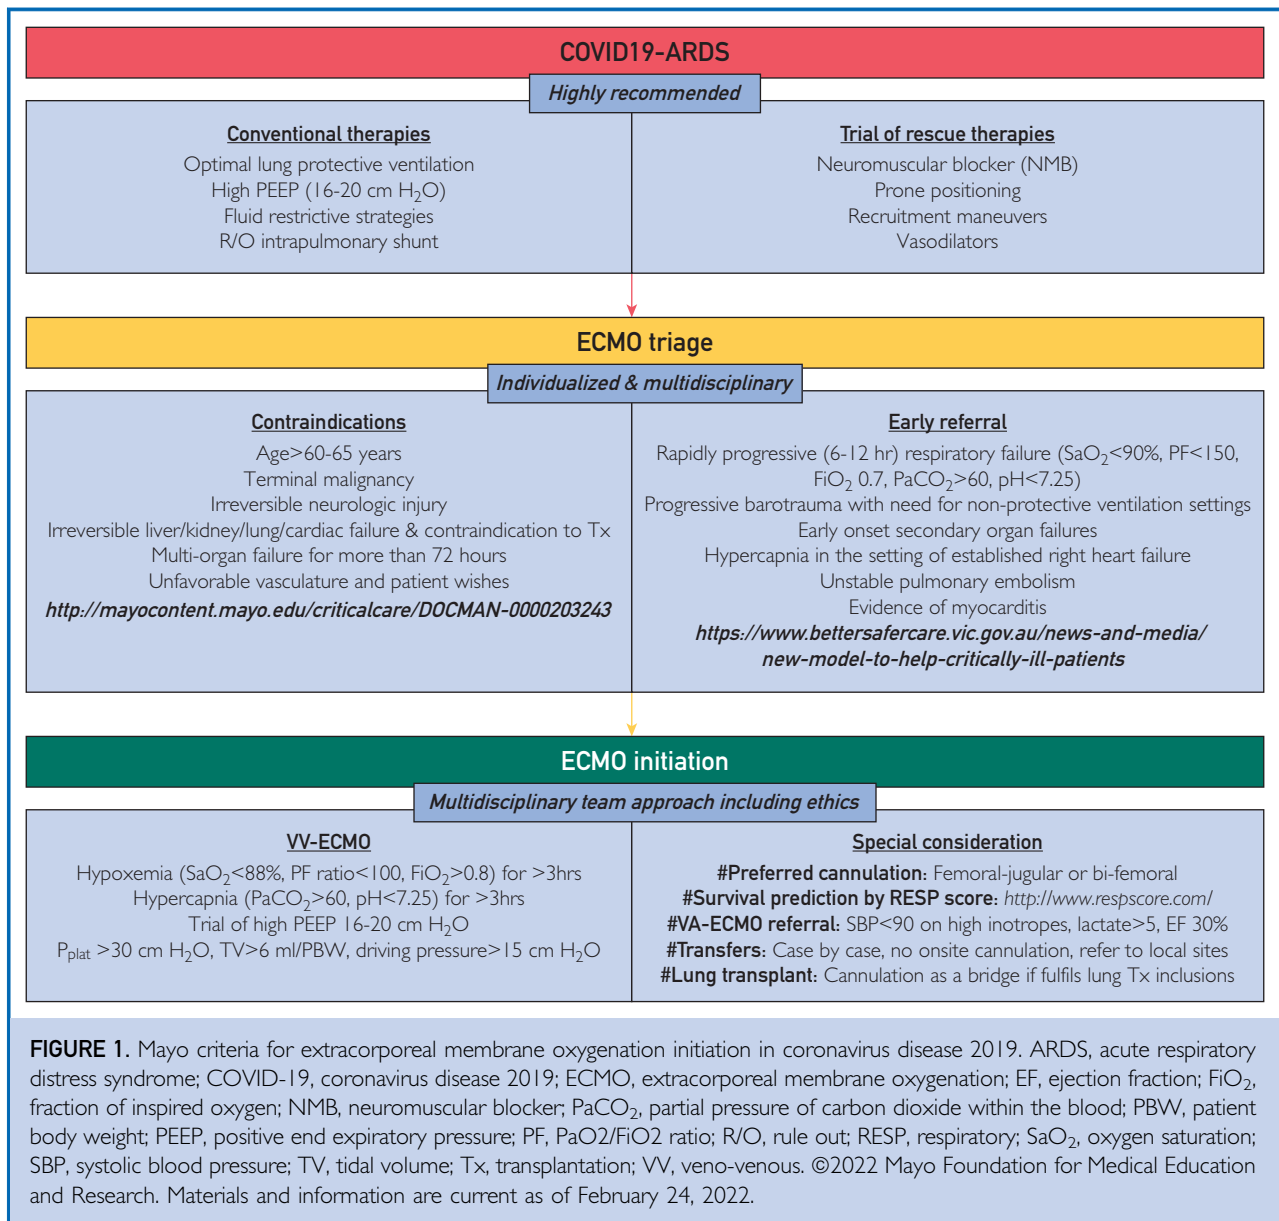 COVID19-ARDS
Highly recommended
Conventional therapies
Optimal lung protective ventilation
High PEEP (16-20 cm H₂O)
Fluid restrictive strategies
R/O intrapulmonary shunt
Trial of rescue therapies
Neuromuscular blocker (NMB)
Prone positioning
Recruitment maneuvers
Vasodilators
ECMO triage
Individualized & multidisciplinary
Contraindications
Age>60-65 years
Terminal malignancy
Irreversible neurologic injury
Irreversible liver/kidney/lung/cardiac failure & contraindication to Tx
Multi-organ failure for more than 72 hours
Unfavorable vasculature and patient wishes
http://mayocontent.mayo.edu/criticalcare/DOCMAN-0000203243
Early referral
Rapidly progressive (6-12 hr) respiratory failure (SaO₂<90%, PF<150,
FiO₂ 0.7, PaCO₂>60, pH<7.25)
Progressive barotrauma with need for non-protective ventilation settings
Early onset secondary organ failures
Hypercapnia in the setting of established right heart failure
Unstable pulmonary embolism
Evidence of myocarditis
https://www.bettersafercare.vic.gov.au/news-and-media/
new-model-to-help-critically-ill-patients
ECMO initiation
Multidisciplinary team approach including ethics
VV-ECMO
Hypoxemia (SaO₂<88%, PF ratio<100, FiO₂>0.8) for >3hrs
Hypercapnia (PaCO₂>60, pH<7.25) for >3hrs
Trial of high PEEP 16-20 cm H₂O
Pplat >30 cm H₂O, TV>6 ml/PBW, driving pressure>15 cm H₂O
Special consideration
#Preferred cannulation: Femoral-jugular or bi-femoral
#Survival prediction by RESP score: http://www.respscore.com/
#VA-ECMO referral: SBP<90 on high inotropes, lactate>5, EF 30%
#Transfers: Case by case, no onsite cannulation, refer to local sites
#Lung transplant: Cannulation as a bridge if fulfils lung Tx inclusions
FIGURE 1. Mayo criteria for extracorporeal membrane oxygenation initiation in coronavirus disease 2019. ARDS, acute respiratory
distress syndrome; COVID-19, coronavirus disease 2019; ECMO, extracorporeal membrane oxygenation; EF, ejection fraction; FiO₂,
fraction of inspired oxygen; NMB, neuromuscular blocker; PaCO₂, partial pressure of carbon dioxide within the blood; PBW, patient
body weight; PEEP, positive end expiratory pressure; PF, PaO2/FiO2 ratio; R/O, rule out; RESP, respiratory; SaO₂, oxygen saturation;
SBP, systolic blood pressure; TV, tidal volume; Tx, transplantation; VV, veno-venous. ©2022 Mayo Foundation for Medical Education
and Research. Materials and information are current as of February 24, 2022.